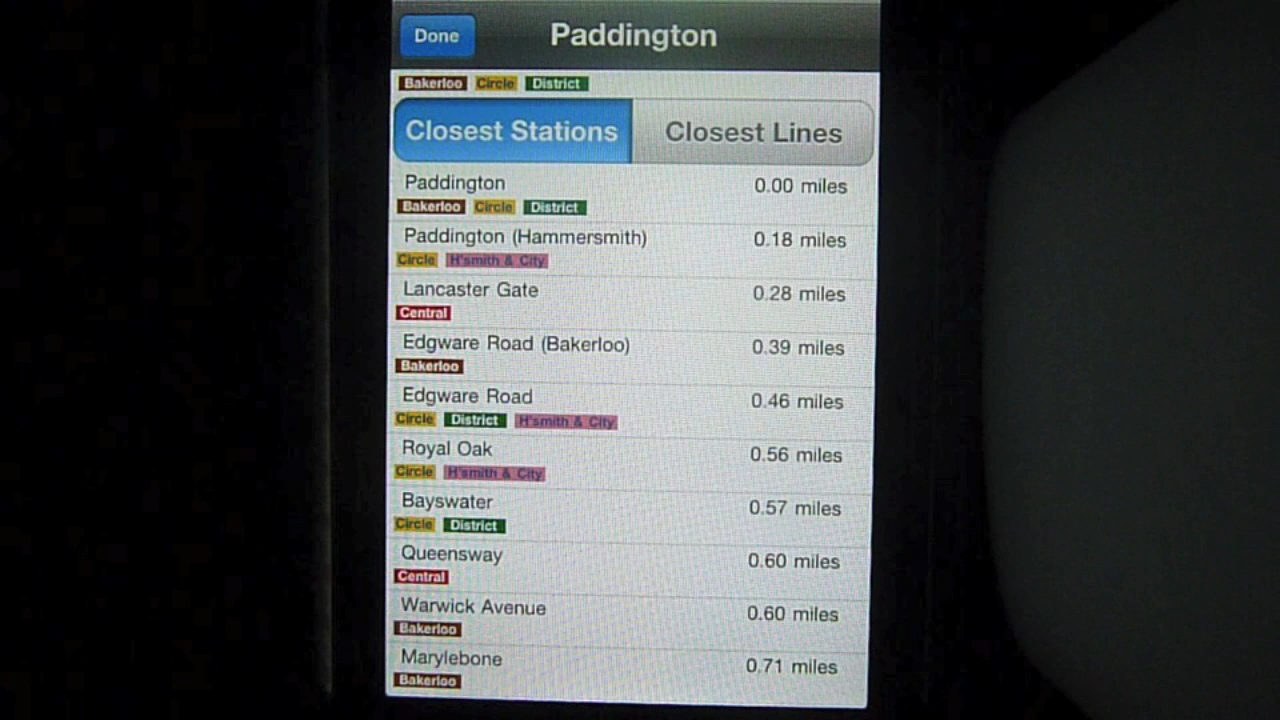 Done Paddington
Bakerloo Circle District
Closest Stations Closest Lines
Paddington 0.00 miles
Bakerloo Circle District
Paddington (Hammersmith) 0.18 miles
Circle H'smith & City
Lancaster Gate 0.28 miles
Central
Edgware Road (Bakerloo) 0.39 miles
Bakerloo
Edgware Road 0.46 miles
Circle District H'smith & City
Royal Oak 0.56 miles
Circle H'smith & City
Bayswater 0.57 miles
Circle District
Queensway 0.60 miles
Central
Warwick Avenue 0.60 miles
Bakerloo
Marylebone 0.71 miles
Bakerloo